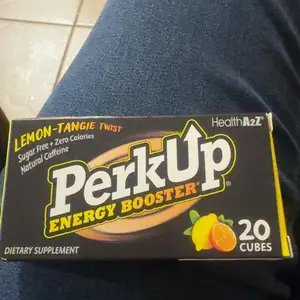 LEMON-TANGIE TWIST
Sugar Free + Zero Calories
Natural Caffeine
HealthA2Z®
PerkUp®
ENERGY BOOSTER
DIETARY SUPPLEMENT
20
CUBES